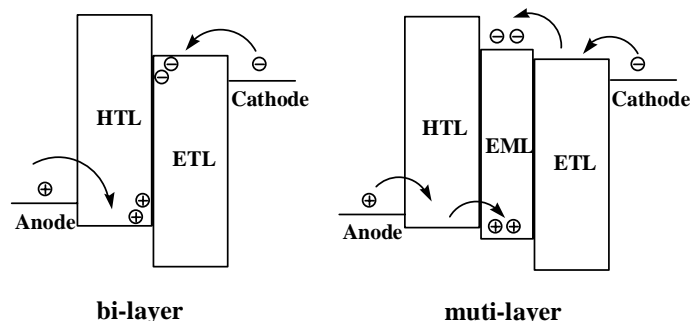 HTL
ETL
Cathode
Anode
bi-layer
HTL
EML
ETL
Cathode
Anode
muti-layer